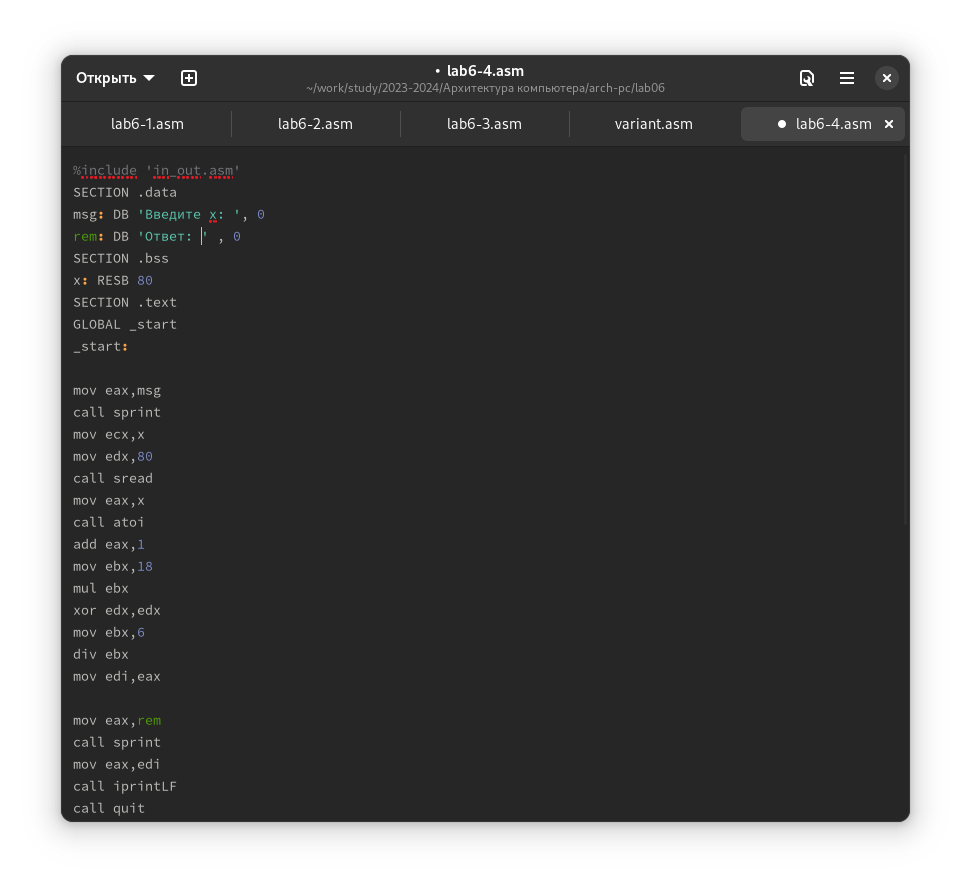 Открыть
• lab6-4.asm
~/work/study/2023-2024/Архитектура компьютера/arch-pc/lab06
lab6-1.asm lab6-2.asm lab6-3.asm variant.asm ● lab6-4.asm
%include 'in_out.asm'
SECTION .data
msg: DB 'Введите x: ', 0
rem: DB 'Ответ: ' , 0
SECTION .bss
x: RESB 80
SECTION .text
GLOBAL _start
_start:
mov eax,msg
call sprint
mov ecx,x
mov edx,80
call sread
mov eax,x
call atoi
add eax,1
mov ebx,18
mul ebx
xor edx,edx
mov ebx,6
div ebx
mov edi,eax
mov eax,rem
call sprint
mov eax,edi
call iprintLF
call quit